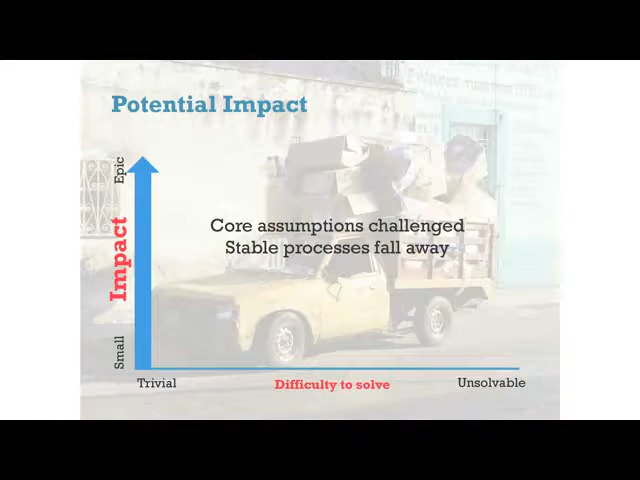 Potential Impact
Epic
Impact
Small
Core assumptions challenged
Stable processes fall away
Trivial
Difficulty to solve
Unsolvable